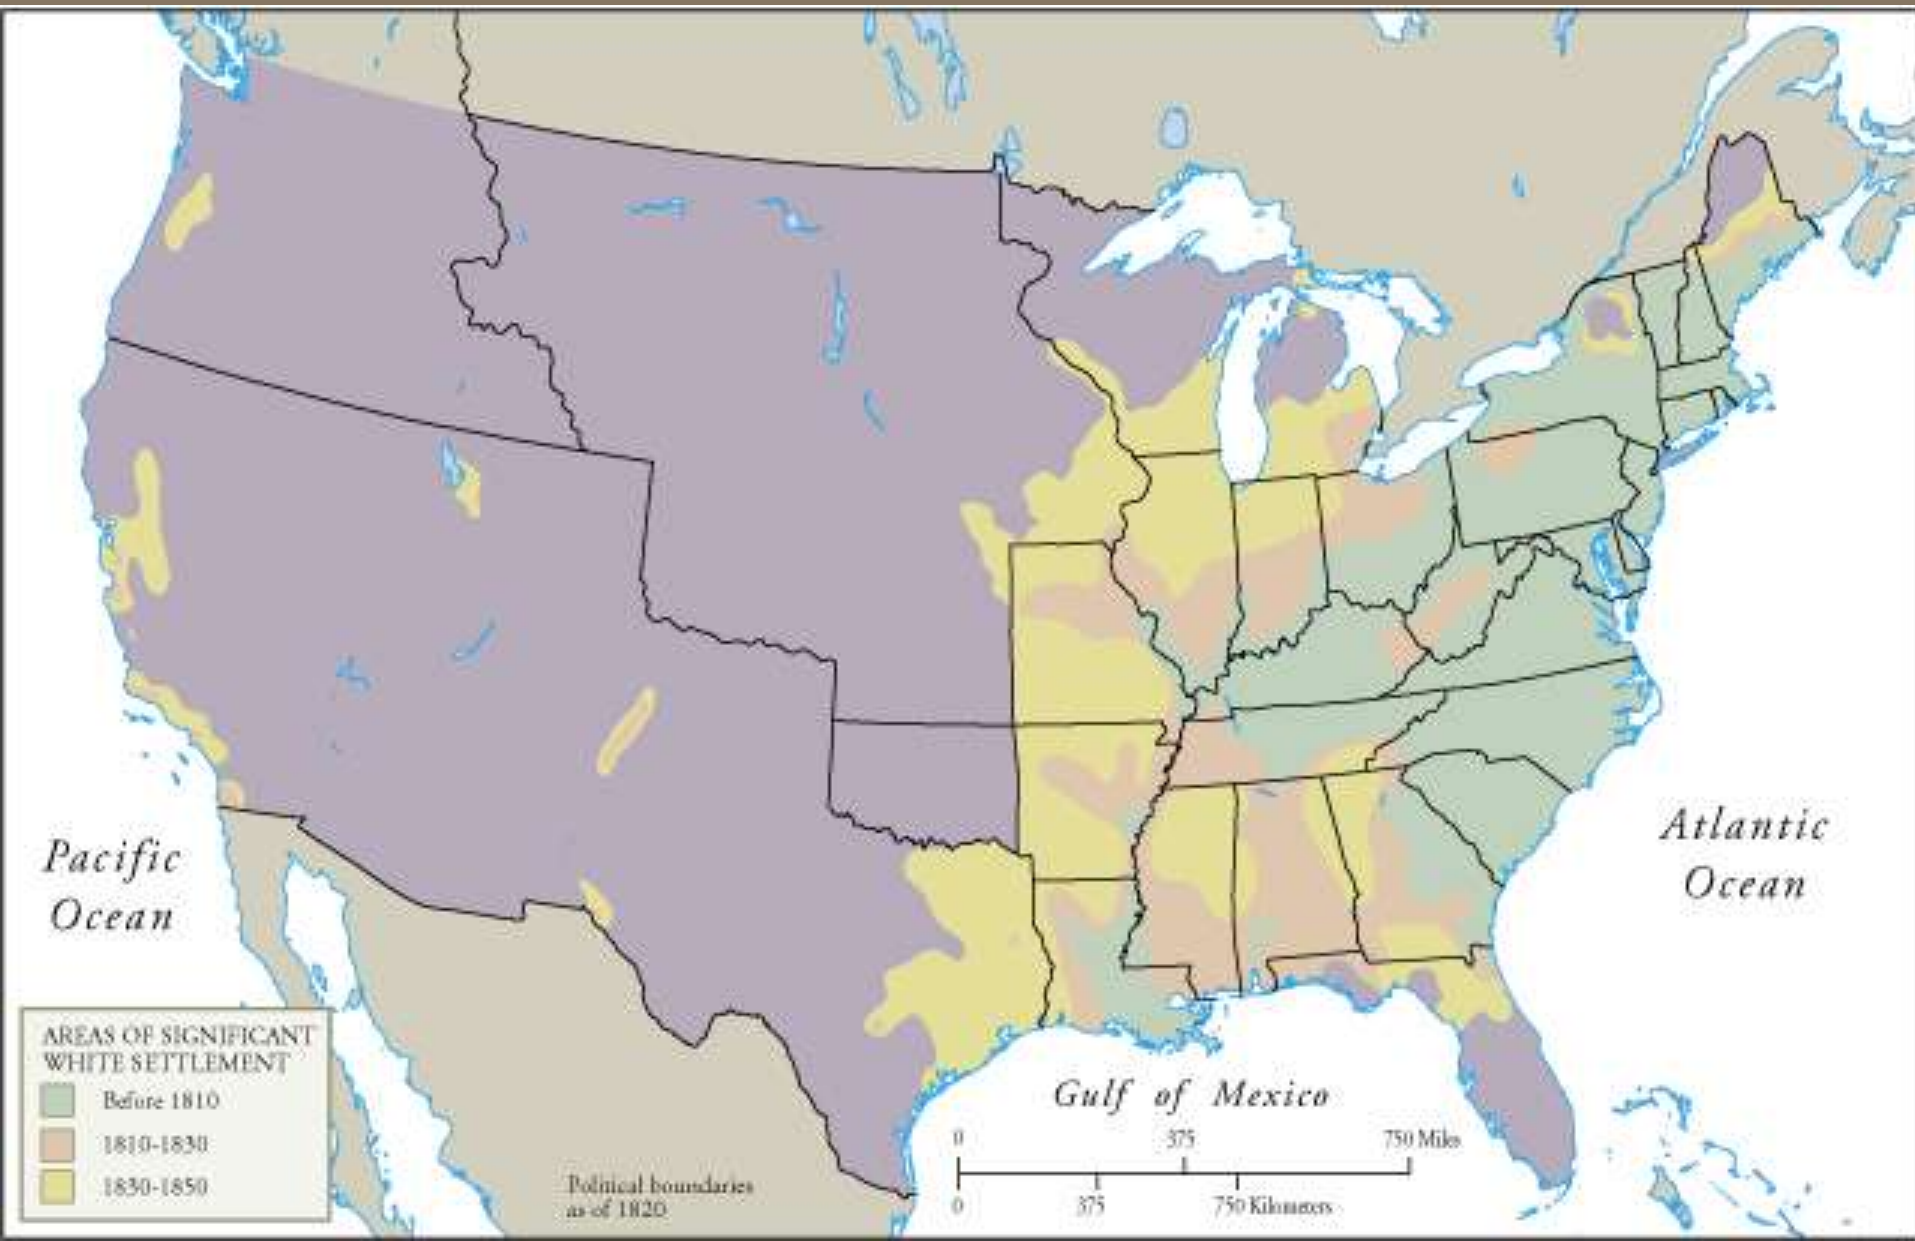 Pacific
Ocean
Atlantic
Ocean
Gulf of Mexico
AREAS OF SIGNIFICANT
WHITE SETTLEMENT
Before 1810
1810-1830
1830-1850
Political boundaries
as of 1820
0 375 750 Miles
0 375 750 Kilometers